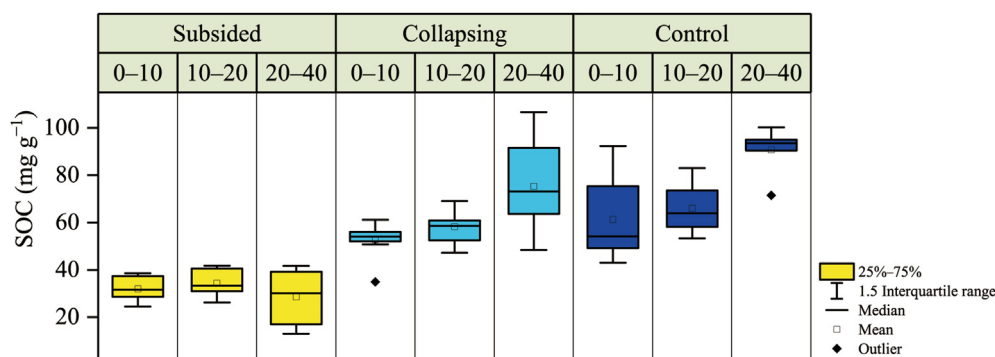 Subsided Collapsing Control
0–10 10–20 20–40 0–10 10–20 20–40 0–10 10–20 20–40
SOC (mg g⁻¹)
100
80
60
40
20
25%–75%
1.5 Interquartile range
Median
Mean
Outlier